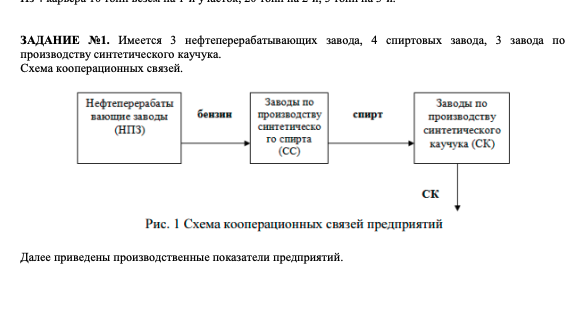 ЗАДАНИЕ №1. Имеется 3 нефтеперерабатывающих завода, 4 спиртовых завода, 3 завода по
производству синтетического каучука.
Схема кооперационных связей.
Нефтеперерабаты
вающие заводы
(НПЗ)
бензин
Заводы по
производству
синтетическо
го спирта
(СС)
спирт
Заводы по
производству
синтетического
каучука (СК)
СК
Рис. 1 Схема кооперационных связей предприятий
Далее приведены производственные показатели предприятий.